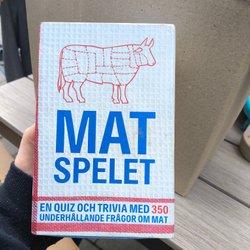 MAT
SPELET
EN QUIZ OCH TRIVIA MED 350
UNDERHÅLLANDE FRÅGOR OM MAT